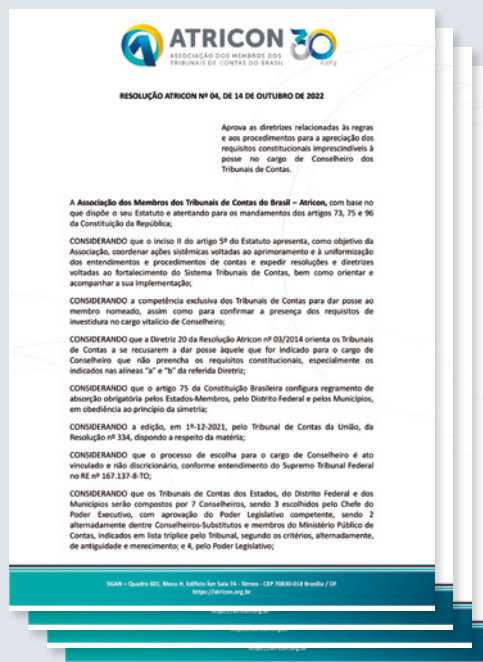 ATRICON 30
ASSOCIAÇÃO DOS MEMBROS DOS
TRIBUNAIS DE CONTAS DO BRASIL
RESOLUÇÃO ATRICON Nº 04, DE 14 DE OUTUBRO DE 2022
Aprova as diretrizes relacionadas às regras
e aos procedimentos para a apreciação dos
requisitos constitucionais imprescindíveis à
posse no cargo de Conselheiro dos
Tribunais de Contas.
A Associação dos Membros dos Tribunais de Contas do Brasil – Atricon, com base no
que dispõe o seu Estatuto e atentando para os mandamentos dos artigos 73, 75 e 96
da Constituição da República;
CONSIDERANDO que o inciso II do artigo 5º do Estatuto apresenta, como objetivo da
Associação, coordenar ações sistêmicas voltadas ao aprimoramento e à uniformização
dos entendimentos e procedimentos de contas e expedir resoluções e diretrizes
voltadas ao fortalecimento do Sistema Tribunais de Contas, bem como orientar e
acompanhar a sua implementação;
CONSIDERANDO a competência exclusiva dos Tribunais de Contas para dar posse ao
membro nomeado, assim como para confirmar a presença dos requisitos de
investidura no cargo vitalício de Conselheiro;
CONSIDERANDO que a Diretriz 20 da Resolução Atricon nº 03/2014 orienta os Tribunais
de Contas a se recusarem a dar posse àquele que for indicado para o cargo de
Conselheiro que não preencha os requisitos constitucionais, especialmente os
indicados nas alíneas "a" e "b" da referida Diretriz;
CONSIDERANDO que o artigo 75 da Constituição Brasileira configura regramento de
absorção obrigatória pelos Estados-Membros, pelo Distrito Federal e pelos Municípios,
em obediência ao princípio da simetria;
CONSIDERANDO a edição, em 1º-12-2021, pelo Tribunal de Contas da União, da
Resolução nº 334, dispondo a respeito da matéria;
CONSIDERANDO que o processo de escolha para o cargo de Conselheiro é ato
vinculado e não discricionário, conforme entendimento do Supremo Tribunal Federal
no RE nº 167.137-8-TO;
CONSIDERANDO que os Tribunais de Contas dos Estados, do Distrito Federal e dos
Municípios serão compostos por 7 Conselheiros, sendo 3 escolhidos pelo Chefe do
Poder Executivo, com aprovação do Poder Legislativo competente, sendo 2
alternadamente dentre Conselheiros-Substitutos e membros do Ministério Público de
Contas, indicados em lista tríplice pelo Tribunal, segundo os critérios, alternadamente,
de antiguidade e merecimento; e 4, pelo Poder Legislativo;
SGAN – Quadra 601, Bloco H, Edifício Íon Sala 74 - Térreo - CEP 70830-018 Brasília / DF
https://atricon.org.br
https://atricon.org.br